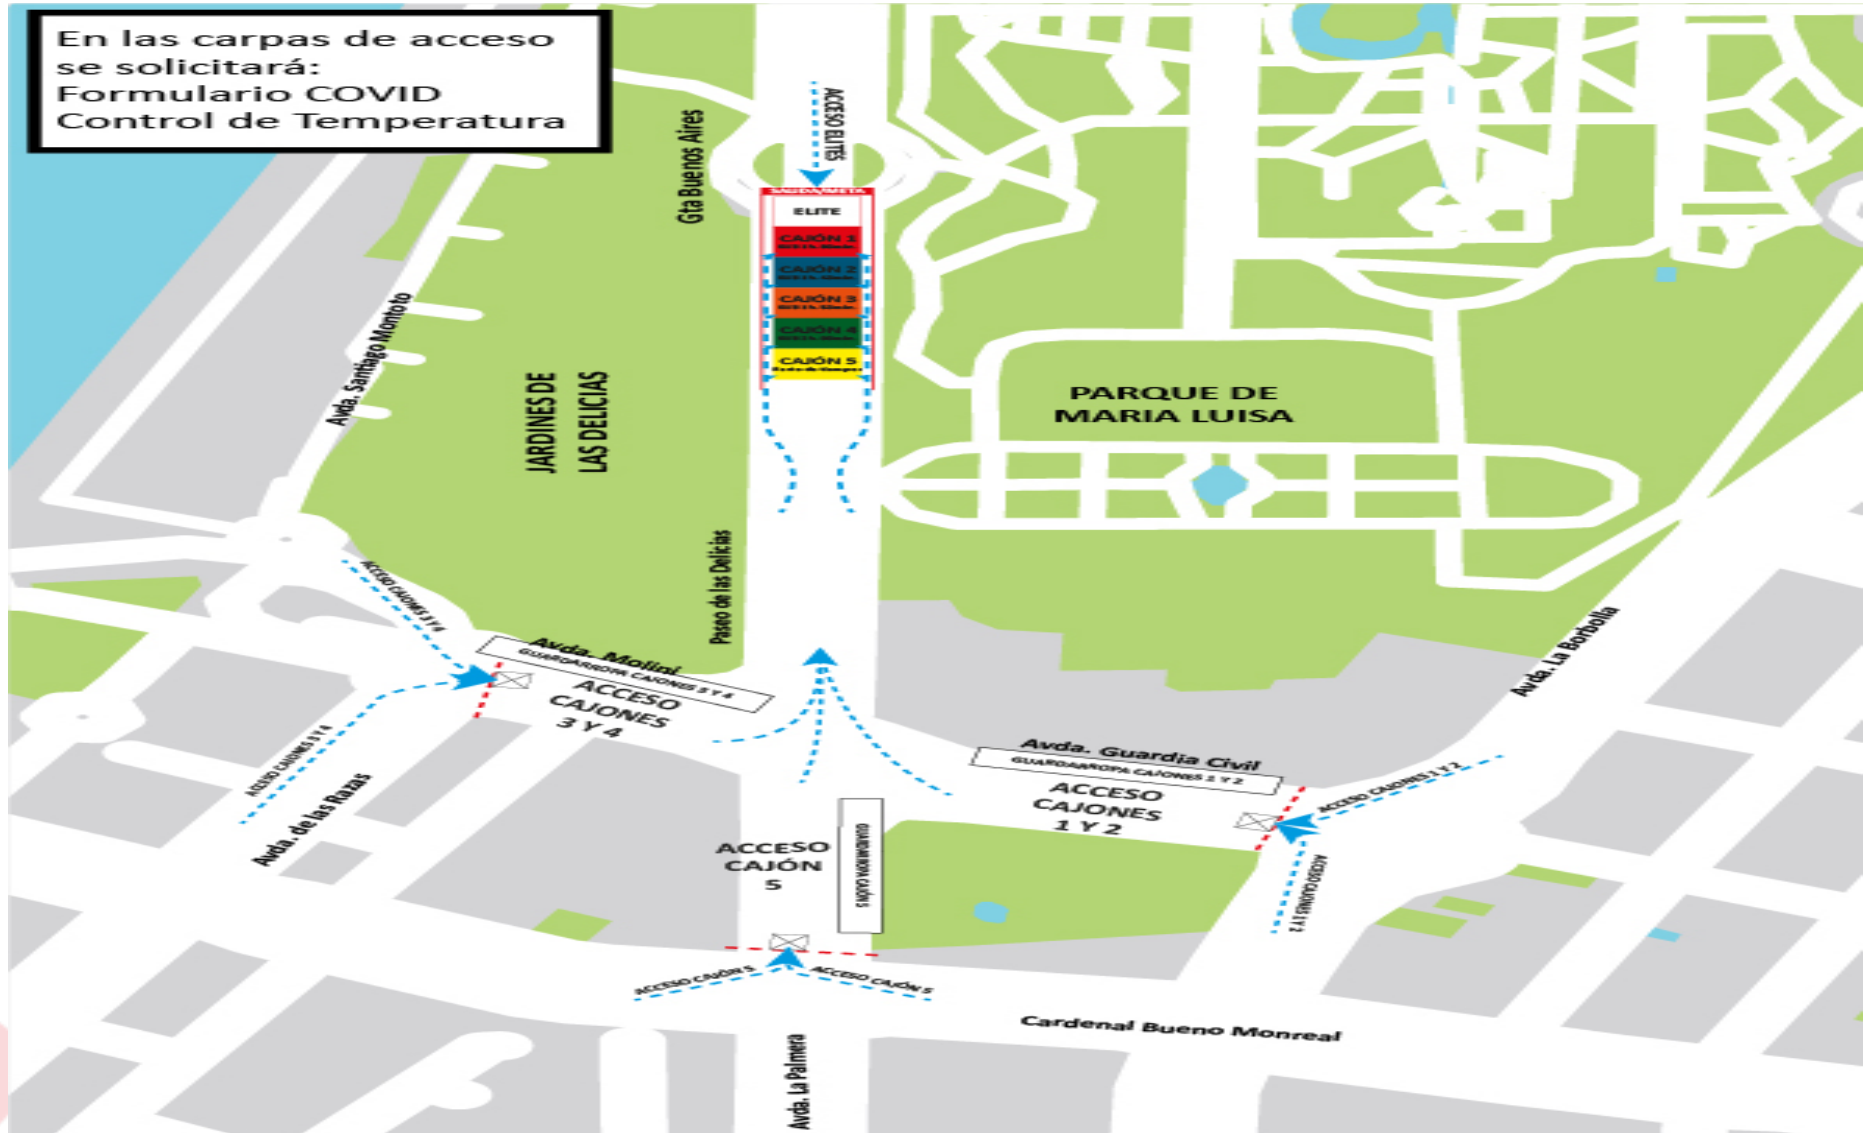 En las carpas de acceso
se solicitará:
Formulario COVID
Control de Temperatura
ACCESO ELITES
Gta Buenos Aires
SALIDA/META
ELITE
CAJÓN 1
CAJÓN 2
CAJÓN 3
CAJÓN 4
CAJÓN 5
Avda. Santiago Montoto
JARDINES DE
LAS DELICIAS
PARQUE DE
MARIA LUISA
Paseo de las Delicias
ACCESO CAJONES 3 Y 4
Avda. Molini
GUARDARROPA CAJONES 3 Y 4
ACCESO
CAJONES
3 Y 4
ACCESO CAJONES 3 Y 4
Avda. de las Razas
Avda. La Borbolla
Avda. Guardia Civil
GUARDARROPA CAJONES 1 Y 2
ACCESO
CAJONES
1 Y 2
ACCESO CAJONES 1 Y 2
ACCESO CAJONES 1 Y 2
ACCESO
CAJÓN
5
GUARDARROPA CAJÓN 5
ACCESO CAJÓN 5
ACCESO CAJÓN 5
Cardenal Bueno Monreal
Avda. La Palmera